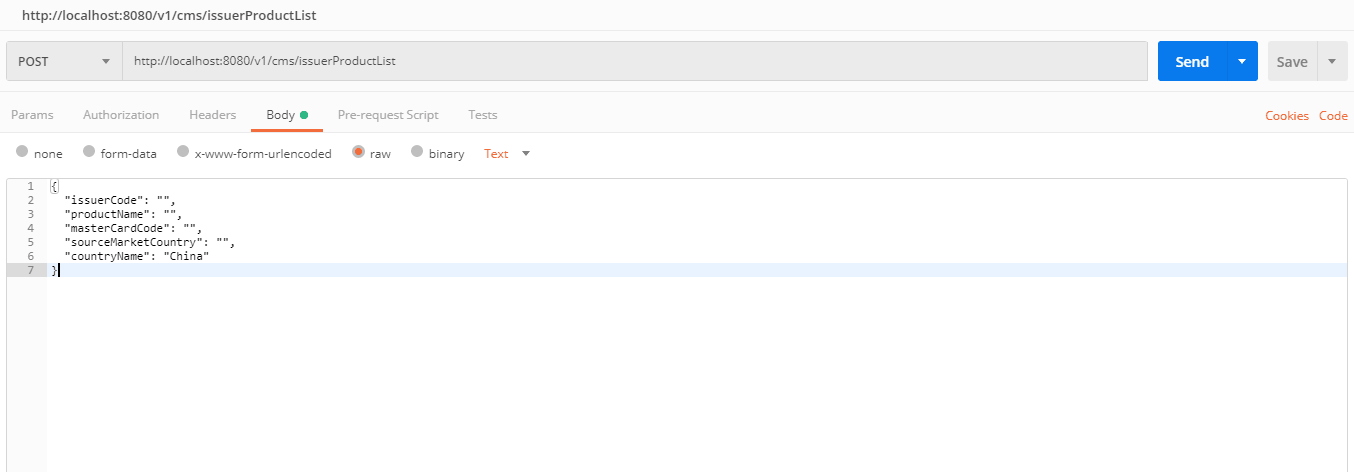 http://localhost:8080/v1/cms/issuerProductList
POST http://localhost:8080/v1/cms/issuerProductList Send Save
Params Authorization Headers Body Pre-request Script Tests Cookies Code
none form-data x-www-form-urlencoded raw binary Text
1 {
2 "issuerCode": "",
3 "productName": "",
4 "masterCardCode": "",
5 "sourceMarketCountry": "",
6 "countryName": "China"
7 }